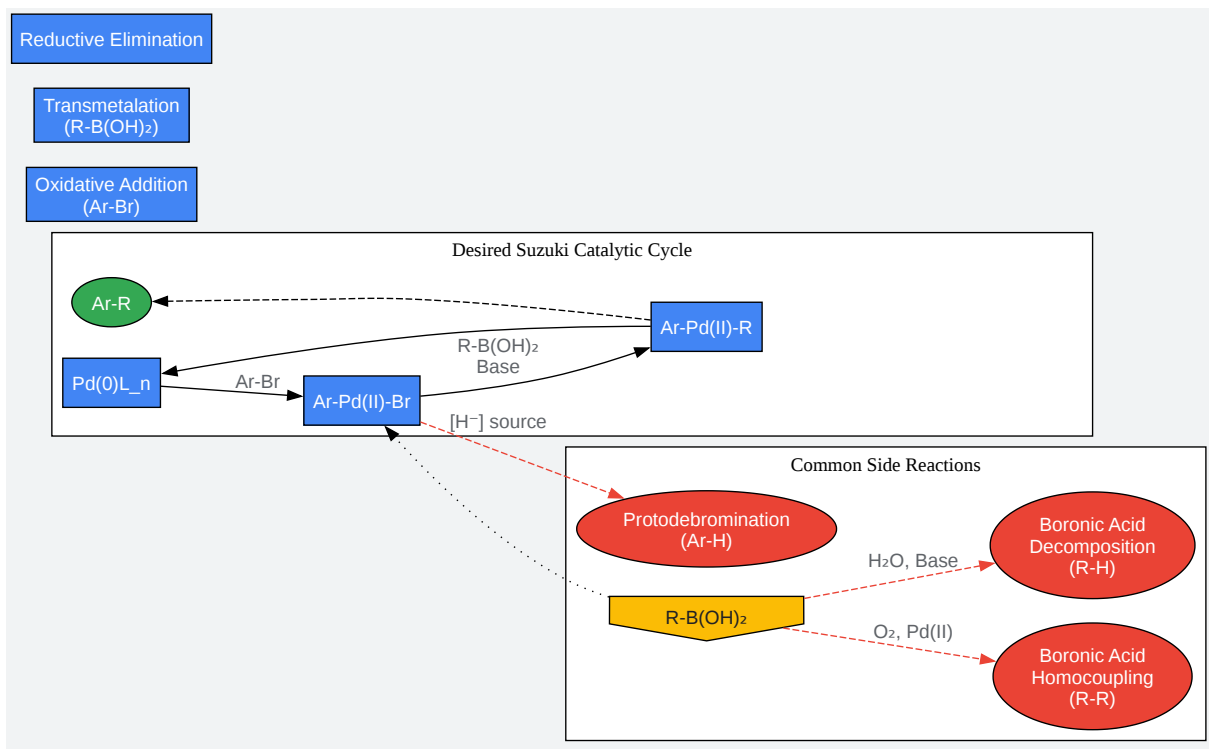 Reductive Elimination
Transmetalation
(R-B(OH)₂)
Oxidative Addition
(Ar-Br)
Desired Suzuki Catalytic Cycle
Ar-R
Ar-Pd(II)-R
R-B(OH)₂
Base
Pd(0)L_n
Ar-Br
Ar-Pd(II)-Br
[H⁻] source
Common Side Reactions
Protodebromination
(Ar-H)
Boronic Acid
Decomposition
(R-H)
H₂O, Base
R-B(OH)₂
O₂, Pd(II)
Boronic Acid
Homocoupling
(R-R)